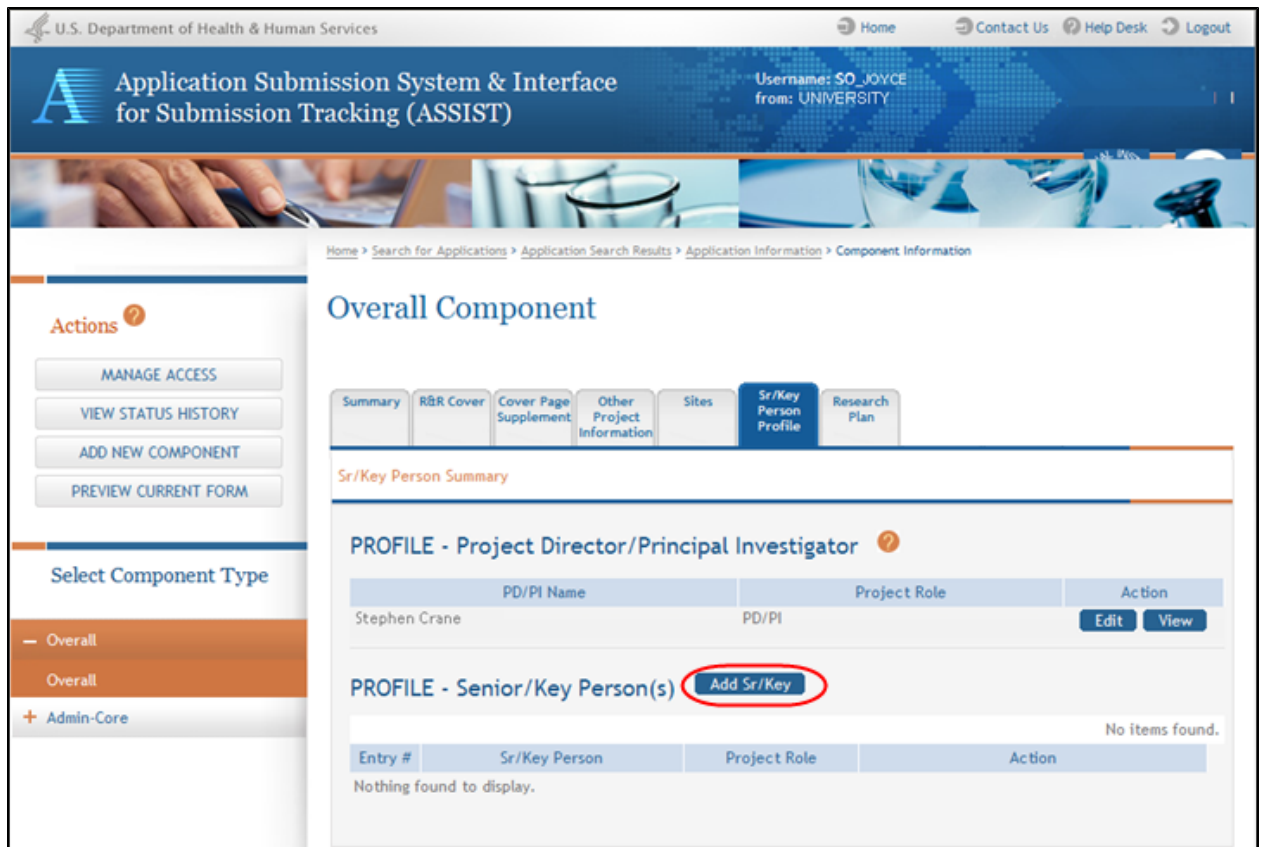 U.S. Department of Health & Human Services
Home
Contact Us
Help Desk
Logout
A
Application Submission System & Interface
for Submission Tracking (ASSIST)
Username: SO_JOYCE
from: UNIVERSITY
Home > Search for Applications > Application Search Results > Application Information > Component Information
Overall Component
Actions ?
MANAGE ACCESS
VIEW STATUS HISTORY
ADD NEW COMPONENT
PREVIEW CURRENT FORM
Select Component Type
– Overall
Overall
+ Admin-Core
Summary
R&R Cover
Cover Page
Supplement
Other
Project
Information
Sites
Sr/Key
Person
Profile
Research
Plan
Sr/Key Person Summary
PROFILE - Project Director/Principal Investigator ?
PD/PI Name Project Role Action
Stephen Crane PD/PI Edit View
PROFILE - Senior/Key Person(s) Add Sr/Key
No items found.
Entry # Sr/Key Person Project Role Action
Nothing found to display.